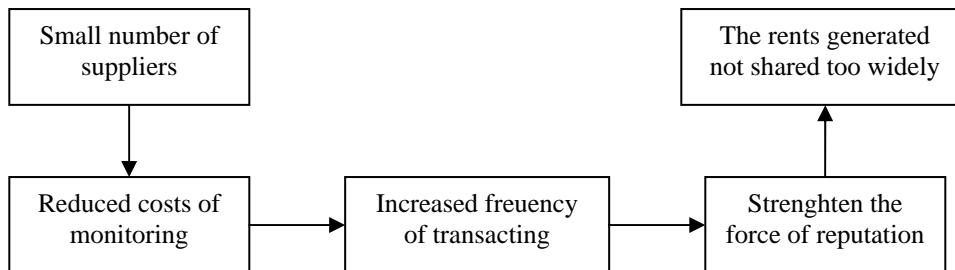 Small number of
suppliers
The rents generated
not shared too widely
Reduced costs of
monitoring
Increased freuency
of transacting
Strenghten the
force of reputation